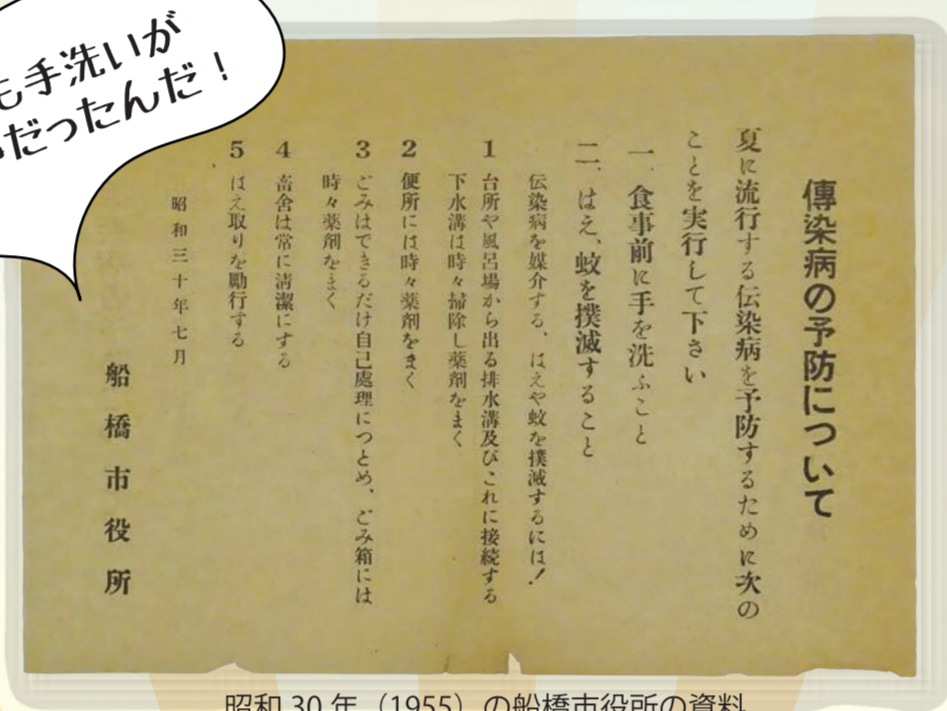 も手洗いが
だったんだ！
傳染病の予防について
夏に流行する伝染病を予防するために次の
ことを実行して下さい
一、食事前に手を洗ふこと
二、はえ、蚊を撲滅すること
伝染病を媒介する、はえや蚊を撲滅するには！
1 台所や風呂場から出る排水溝及びこれに接続する
下水溝は時々掃除し薬剤をまく
2 便所には時々薬剤をまく
3 ごみはできるだけ自己處理につとめ、ごみ箱には
時々薬剤をまく
4 畜舎は常に清潔にする
5 はえ取りを励行する
昭和三十年七月
船橋市役所
昭和 30 年（1955）の船橋市役所の資料